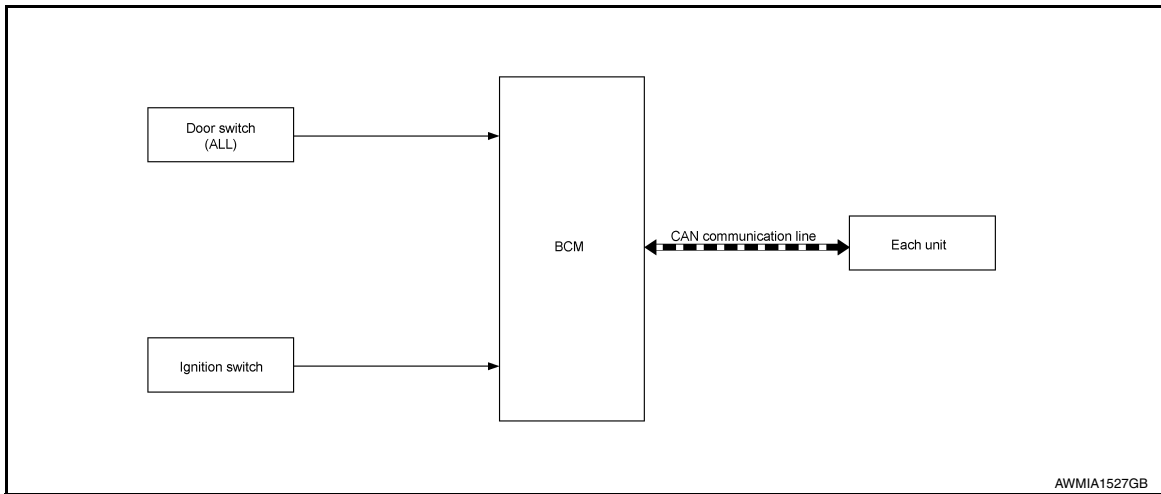 Door switch
(ALL)
BCM
CAN communication line
Each unit
Ignition switch
AWMIA1527GB